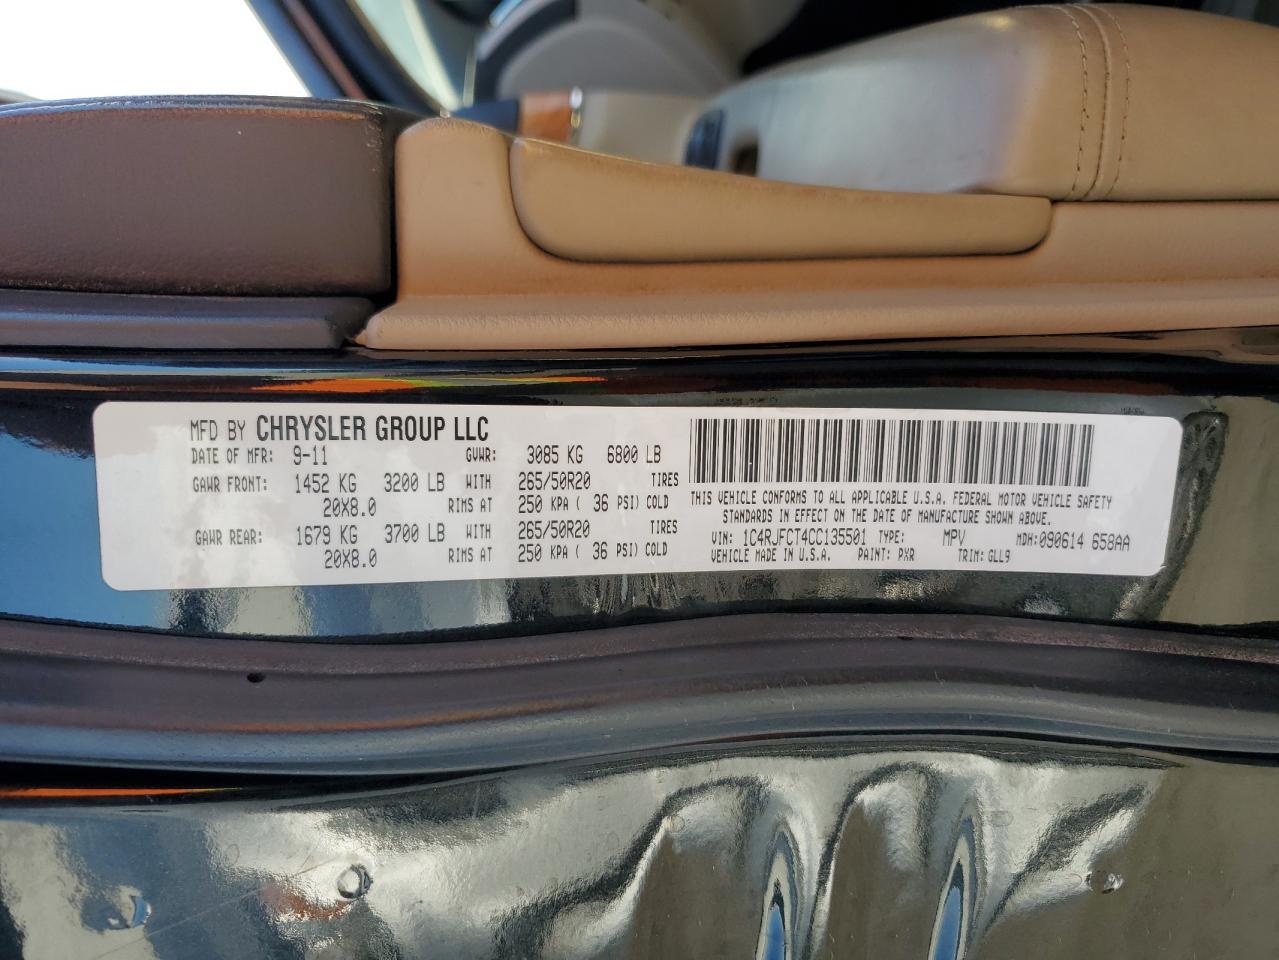 MFD BY CHRYSLER GROUP LLC
DATE OF MFR: 9-11 GVWR: 3085 KG 6800 LB
GAWR FRONT: 1452 KG 3200 LB WITH 265/50R20 TIRES
20X8.0 RIMS AT 250 KPA ( 36 PSI) COLD
GAWR REAR: 1679 KG 3700 LB WITH 265/50R20 TIRES
20X8.0 RIMS AT 250 KPA ( 36 PSI) COLD
THIS VEHICLE CONFORMS TO ALL APPLICABLE U.S.A. FEDERAL MOTOR VEHICLE SAFETY
STANDARDS IN EFFECT ON THE DATE OF MANUFACTURE SHOWN ABOVE.
VIN: 1C4RJFCT4CC135501 TYPE: MPV MDH:090614 658AA
VEHICLE MADE IN U.S.A. PAINT: PXR TRIM:GLL9